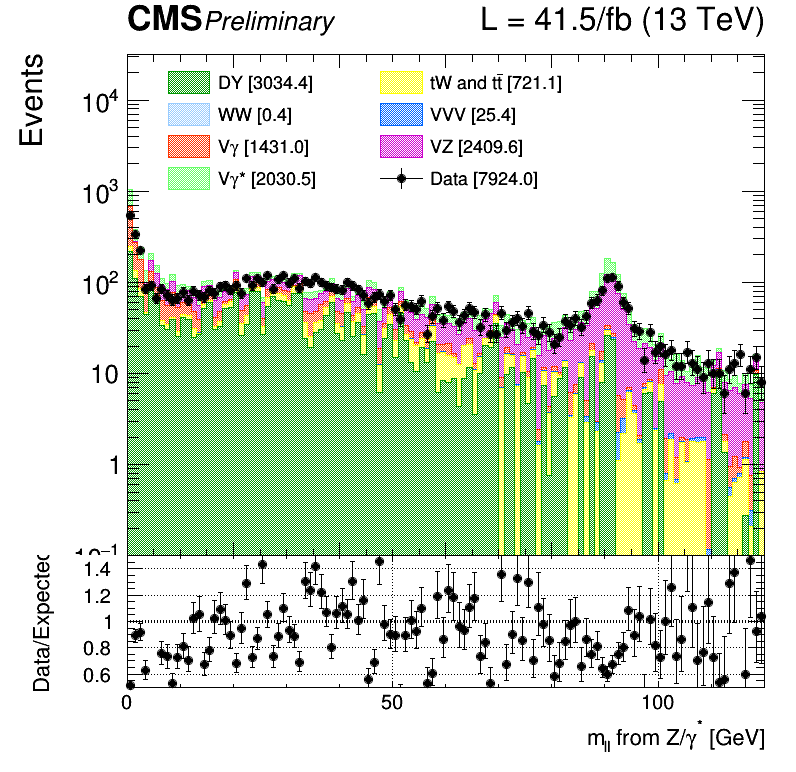 CMS Preliminary L = 41.5/fb (13 TeV)
Events
DY [3034.4] tW and tt̄ [721.1]
WW [0.4] VVV [25.4]
Vγ [1431.0] VZ [2409.6]
Vγ* [2030.5] Data [7924.0]
10⁴
10³
10²
10
1
10⁻¹
Data/Expected
1.4
1.2
1
0.8
0.6
0 50 100
m_ll from Z/γ* [GeV]